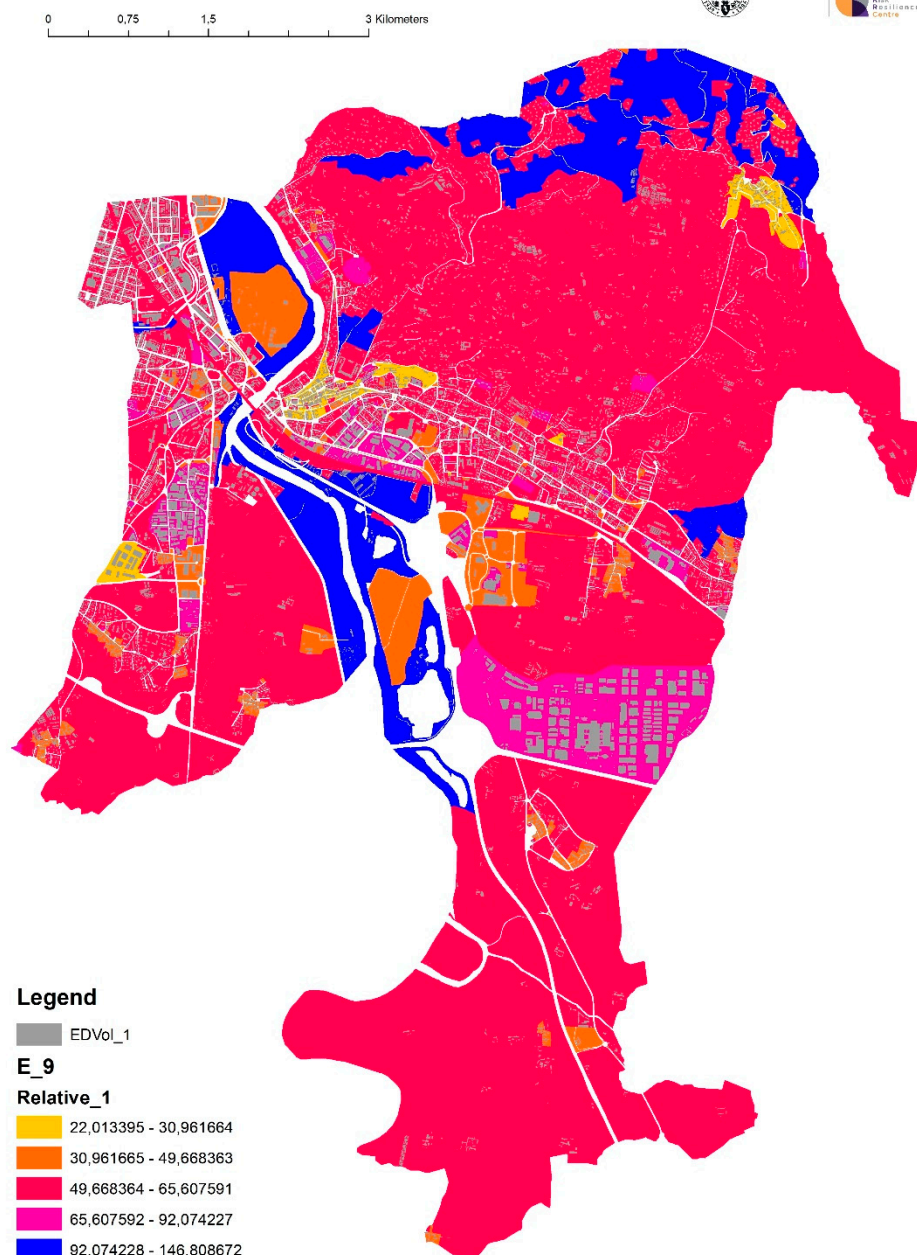 0 0,75 1,5 3 Kilometers
Resilience
Centre
Legend
EDVol_1
E_9
Relative_1
22,013395 - 30,961664
30,961665 - 49,668363
49,668364 - 65,607591
65,607592 - 92,074227
92,074228 - 146,808672